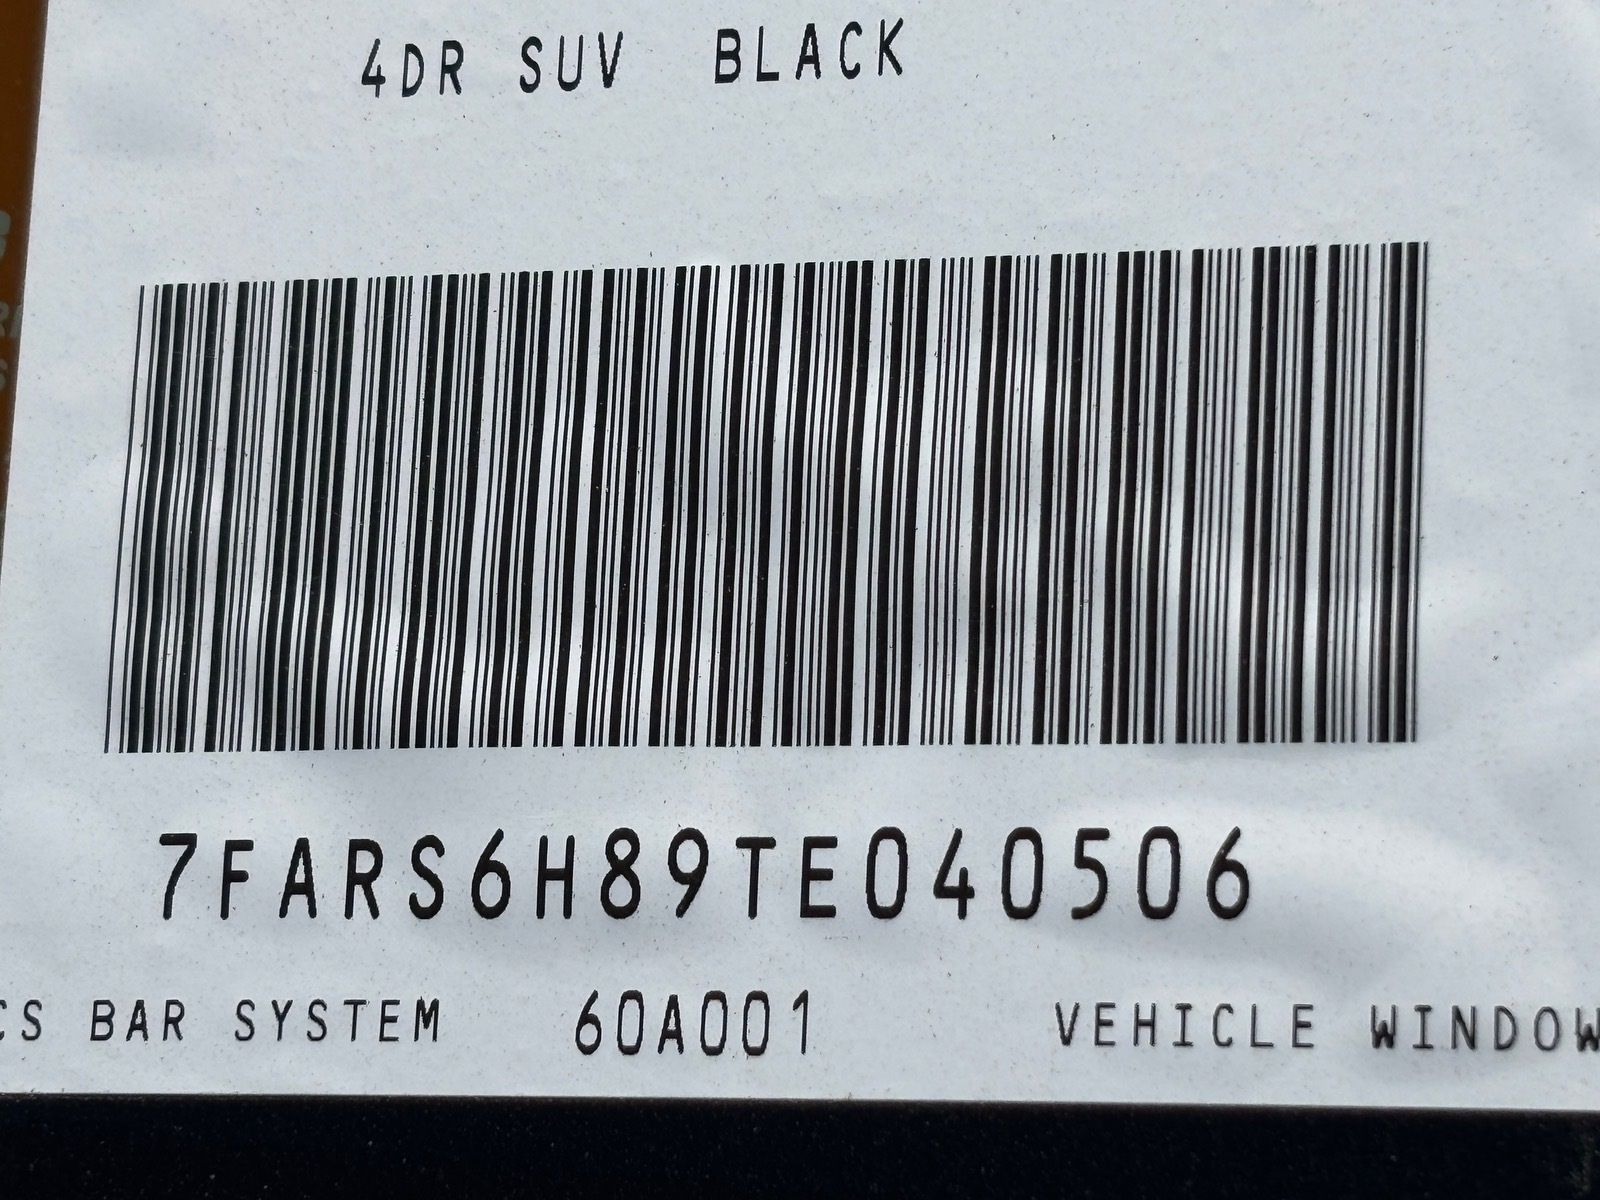 4DR SUV BLACK
7FARS6H89TE040506
CS BAR SYSTEM 60A001 VEHICLE WINDOW